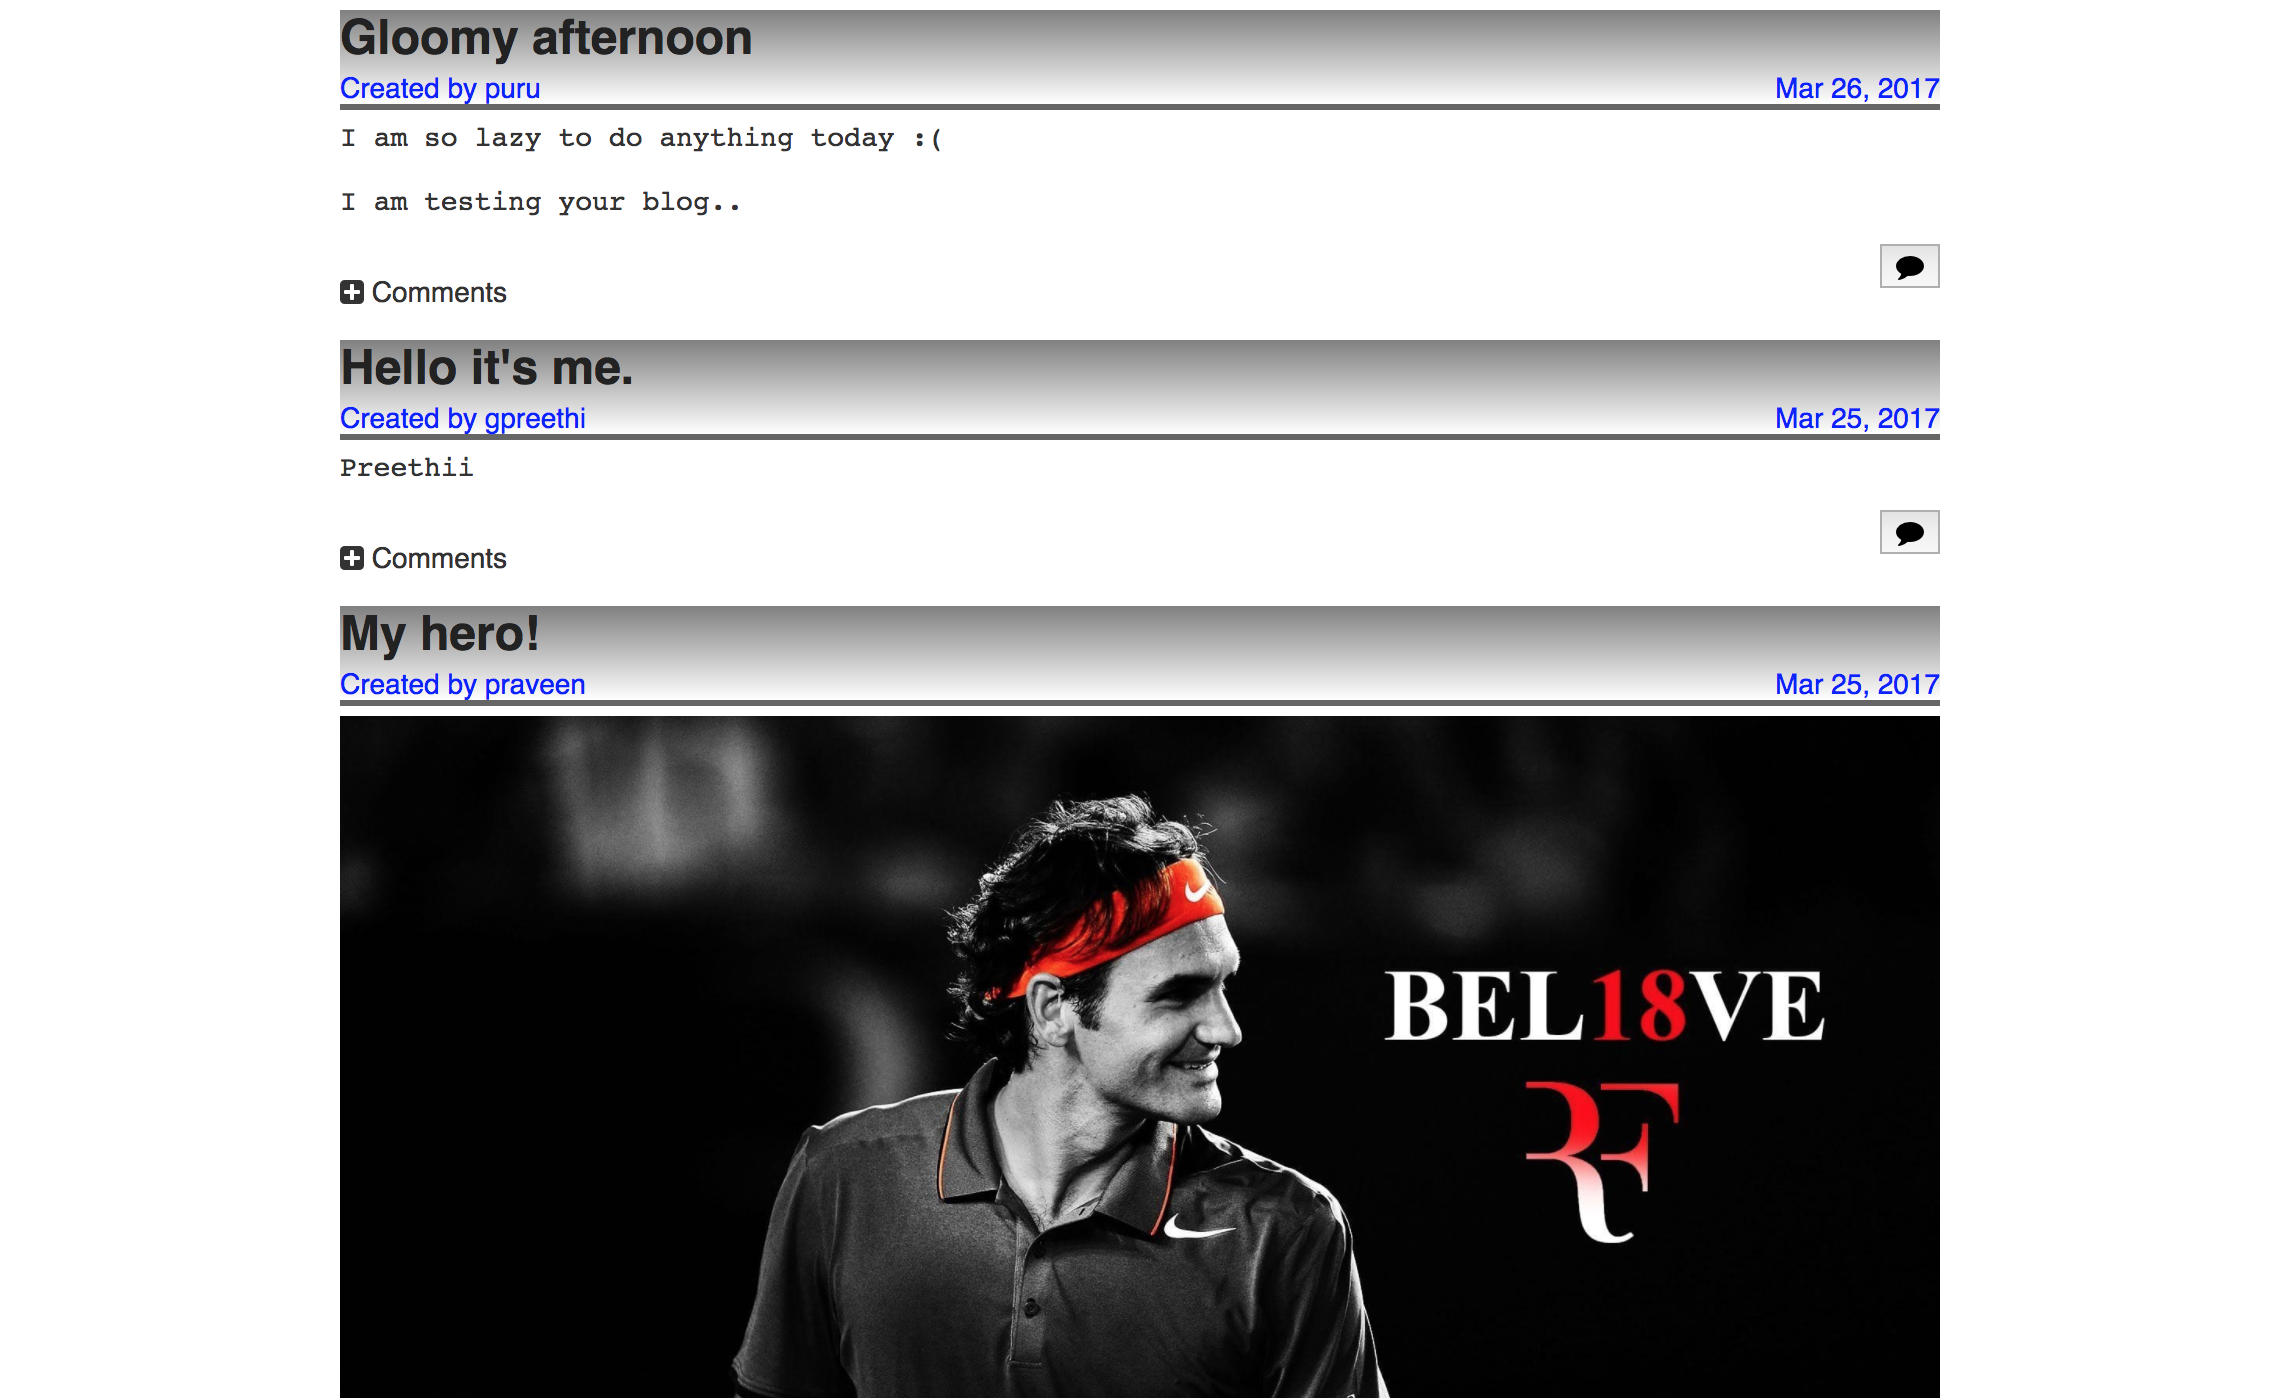 Gloomy afternoon
Created by puru Mar 26, 2017
I am so lazy to do anything today :(
I am testing your blog..
Comments
Hello it's me.
Created by gpreethi Mar 25, 2017
Preethii
Comments
My hero!
Created by praveen Mar 25, 2017
BEL18VE
RF